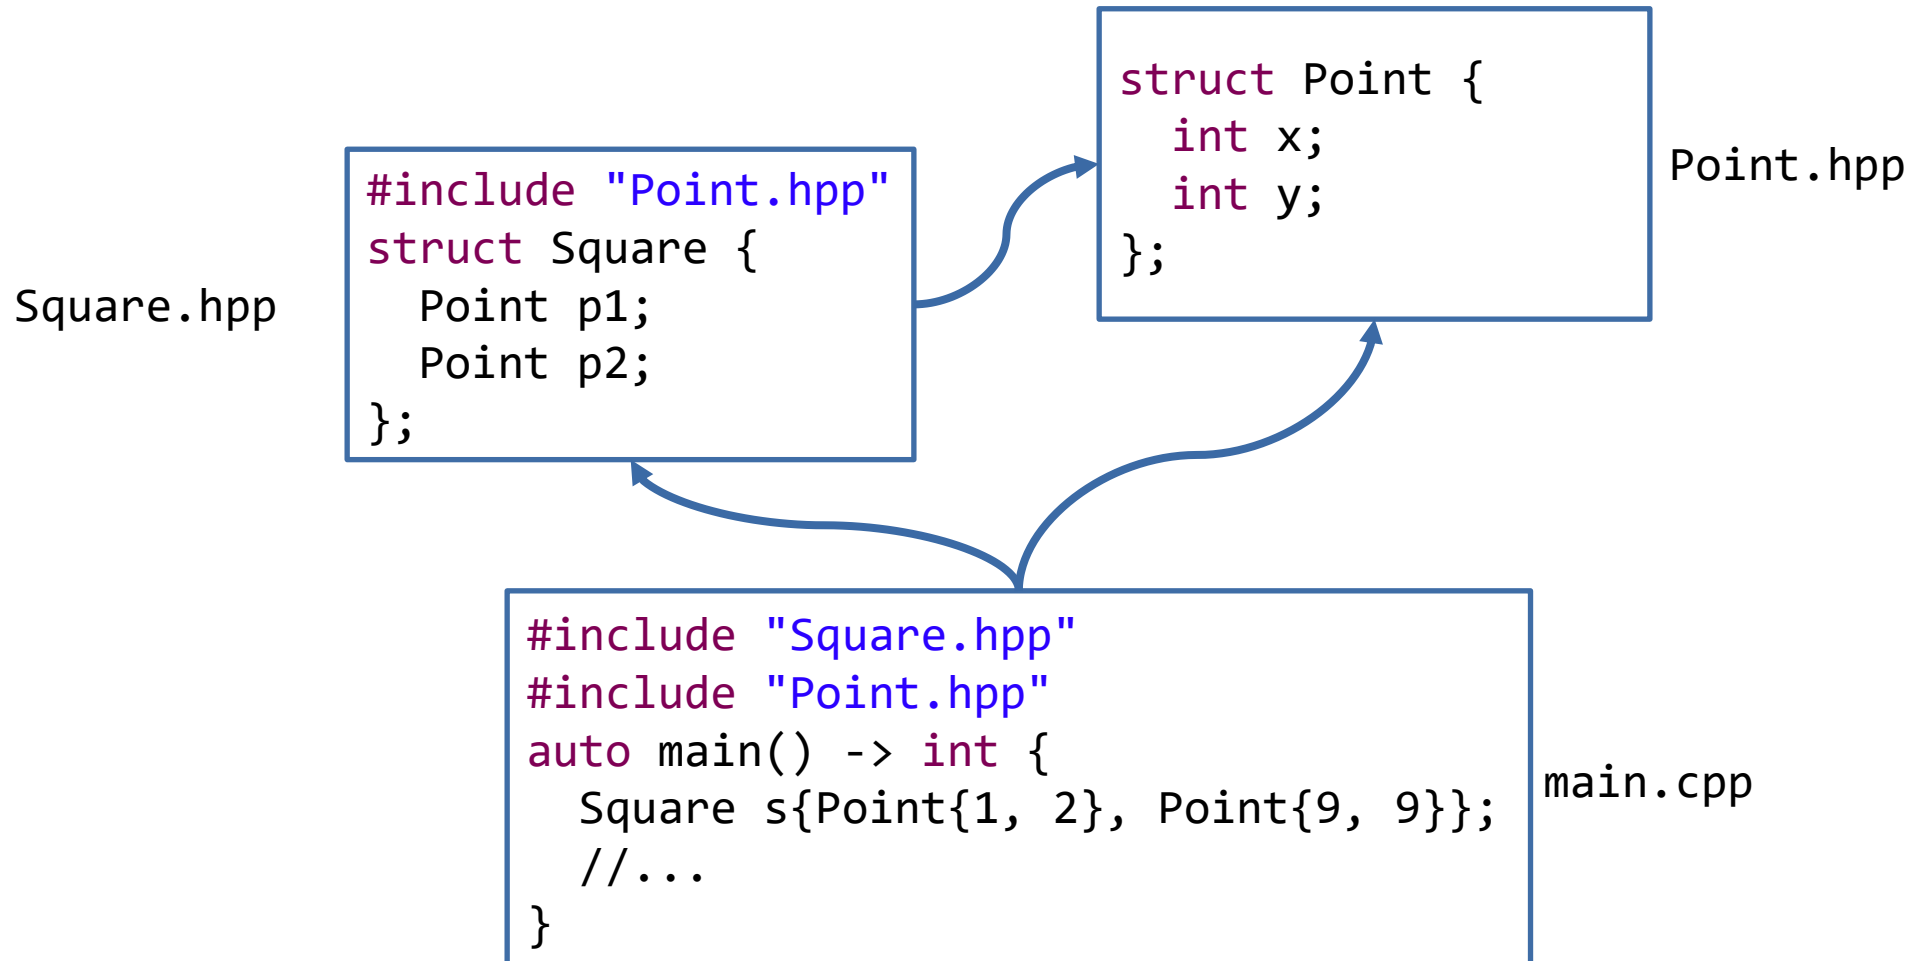 struct Point {
  int x;
  int y;
};
Point.hpp
#include "Point.hpp"
struct Square {
  Point p1;
  Point p2;
};
Square.hpp
#include "Square.hpp"
#include "Point.hpp"
auto main() -> int {
  Square s{Point{1, 2}, Point{9, 9}};
  //...
}
main.cpp